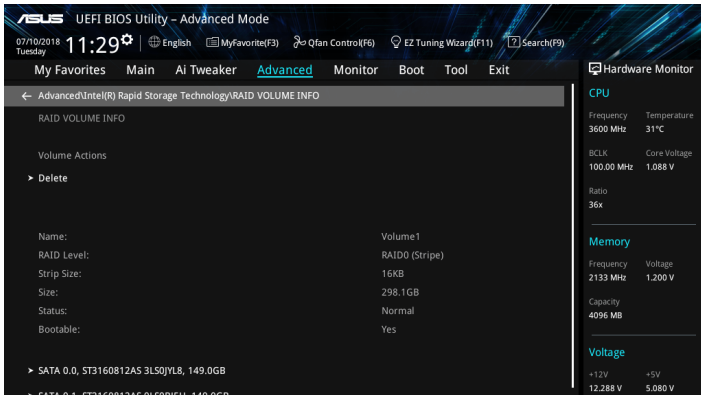 ASUS UEFI BIOS Utility – Advanced Mode
07/10/2018 Tuesday 11:29 English MyFavorite(F3) Qfan Control(F6) EZ Tuning Wizard(F11) ? Search(F9)
My Favorites Main Ai Tweaker Advanced Monitor Boot Tool Exit
Advanced\Intel(R) Rapid Storage Technology\RAID VOLUME INFO
RAID VOLUME INFO
Volume Actions
Delete
Name: Volume1
RAID Level: RAID0 (Stripe)
Strip Size: 16KB
Size: 298.1GB
Status: Normal
Bootable: Yes
SATA 0.0, ST3160812AS 3LS0JYL8, 149.0GB
Hardware Monitor
CPU
Frequency Temperature
3600 MHz 31°C
BCLK Core Voltage
100.00 MHz 1.088 V
Ratio
36x
Memory
Frequency Voltage
2133 MHz 1.200 V
Capacity
4096 MB
Voltage
+12V +5V
12.288 V 5.080 V